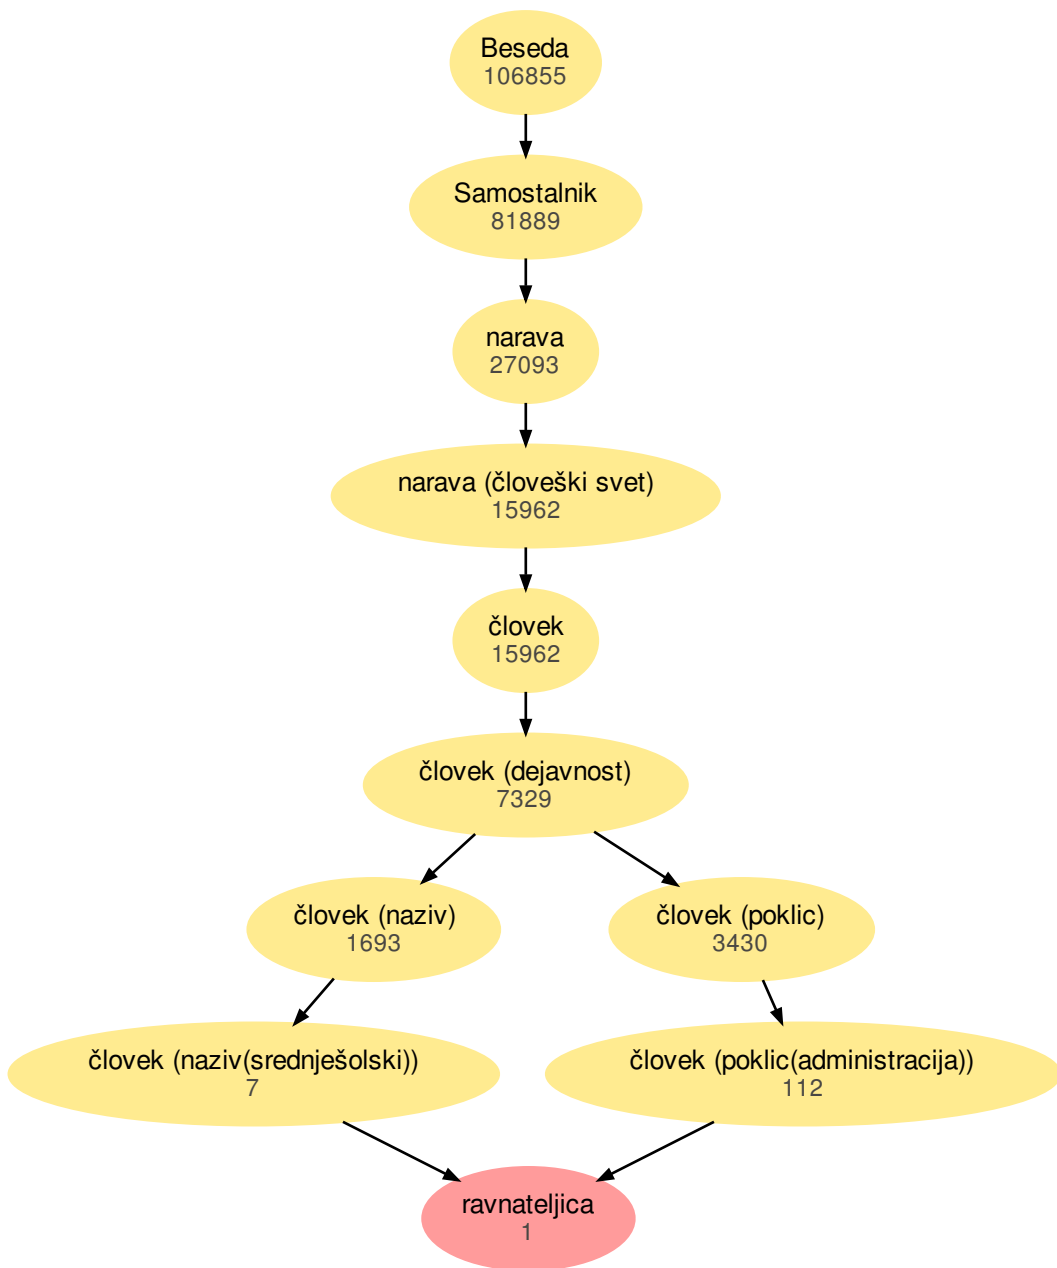 Beseda
106855
Samostalnik
81889
narava
27093
narava (človeški svet)
15962
človek
15962
človek (dejavnost)
7329
človek (naziv)
1693
človek (poklic)
3430
človek (naziv(srednješolski))
7
človek (poklic(administracija))
112
ravnateljica
1